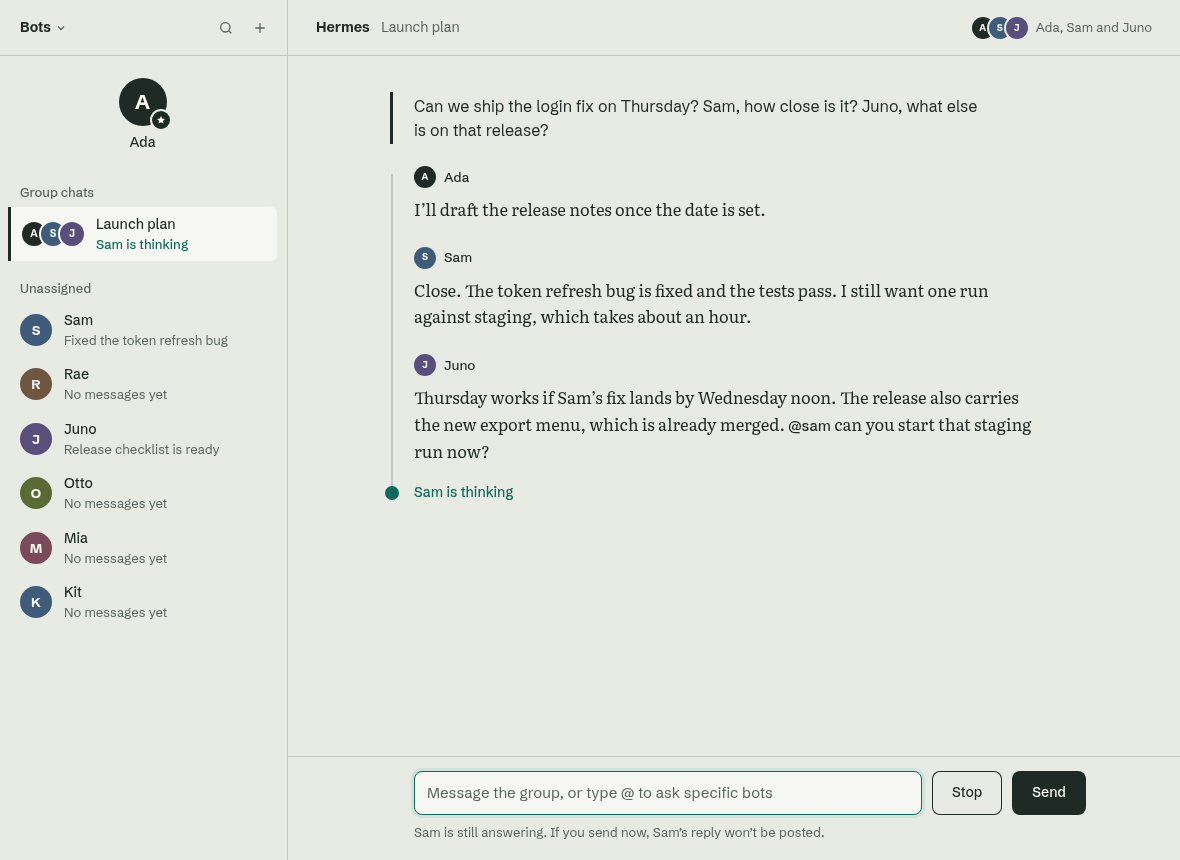 Bots
A
Ada
Group chats
A S J
Launch plan
Sam is thinking
Unassigned
S
Sam
Fixed the token refresh bug
R
Rae
No messages yet
J
Juno
Release checklist is ready
O
Otto
No messages yet
M
Mia
No messages yet
K
Kit
No messages yet
Hermes Launch plan
A S J Ada, Sam and Juno
Can we ship the login fix on Thursday? Sam, how close is it? Juno, what else
is on that release?
A Ada
I’ll draft the release notes once the date is set.
S Sam
Close. The token refresh bug is fixed and the tests pass. I still want one run
against staging, which takes about an hour.
J Juno
Thursday works if Sam’s fix lands by Wednesday noon. The release also carries
the new export menu, which is already merged. @sam can you start that staging
run now?
Sam is thinking
Message the group, or type @ to ask specific bots
Stop
Send
Sam is still answering. If you send now, Sam’s reply won’t be posted.